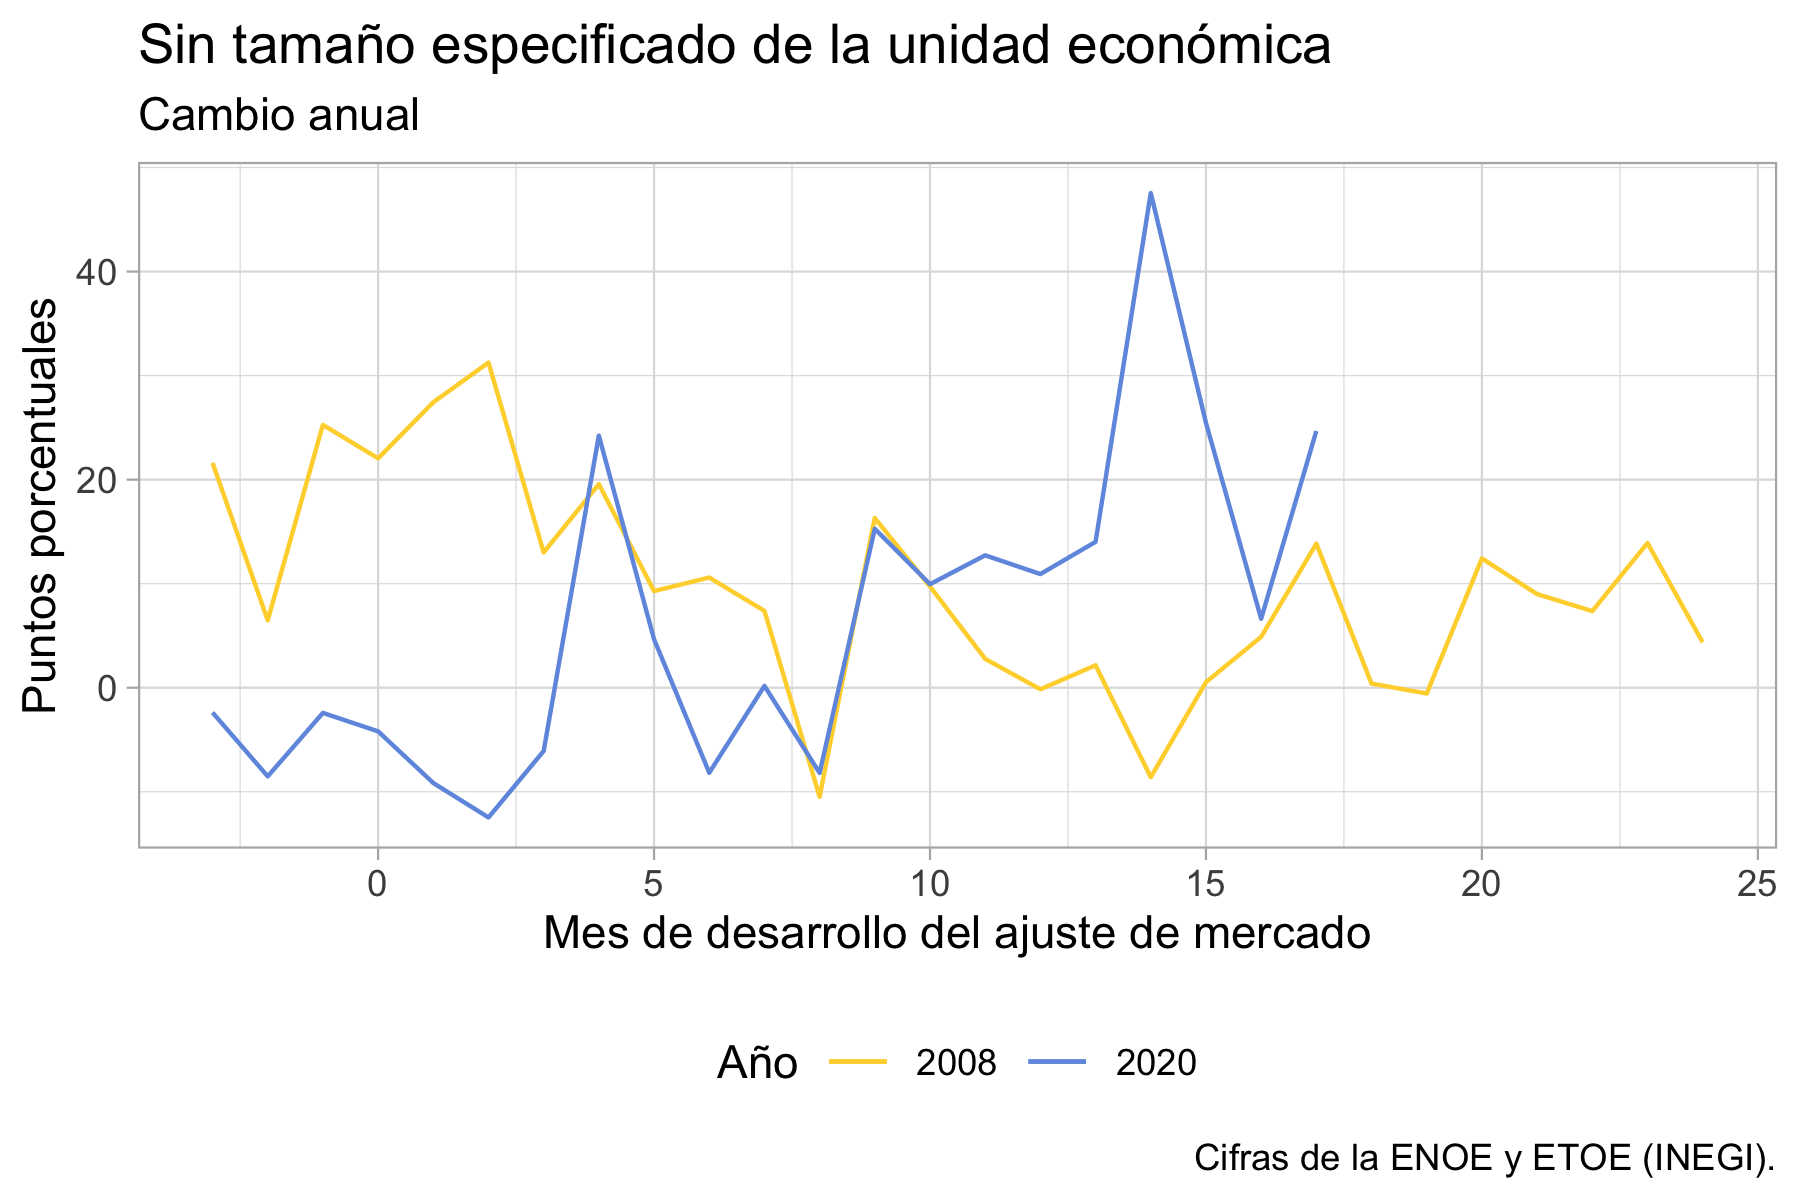 Sin tamaño especificado de la unidad económica
Cambio anual
Puntos porcentuales
40
20
0
0 5 10 15 20 25
Mes de desarrollo del ajuste de mercado
Año 2008 2020
Cifras de la ENOE y ETOE (INEGI).